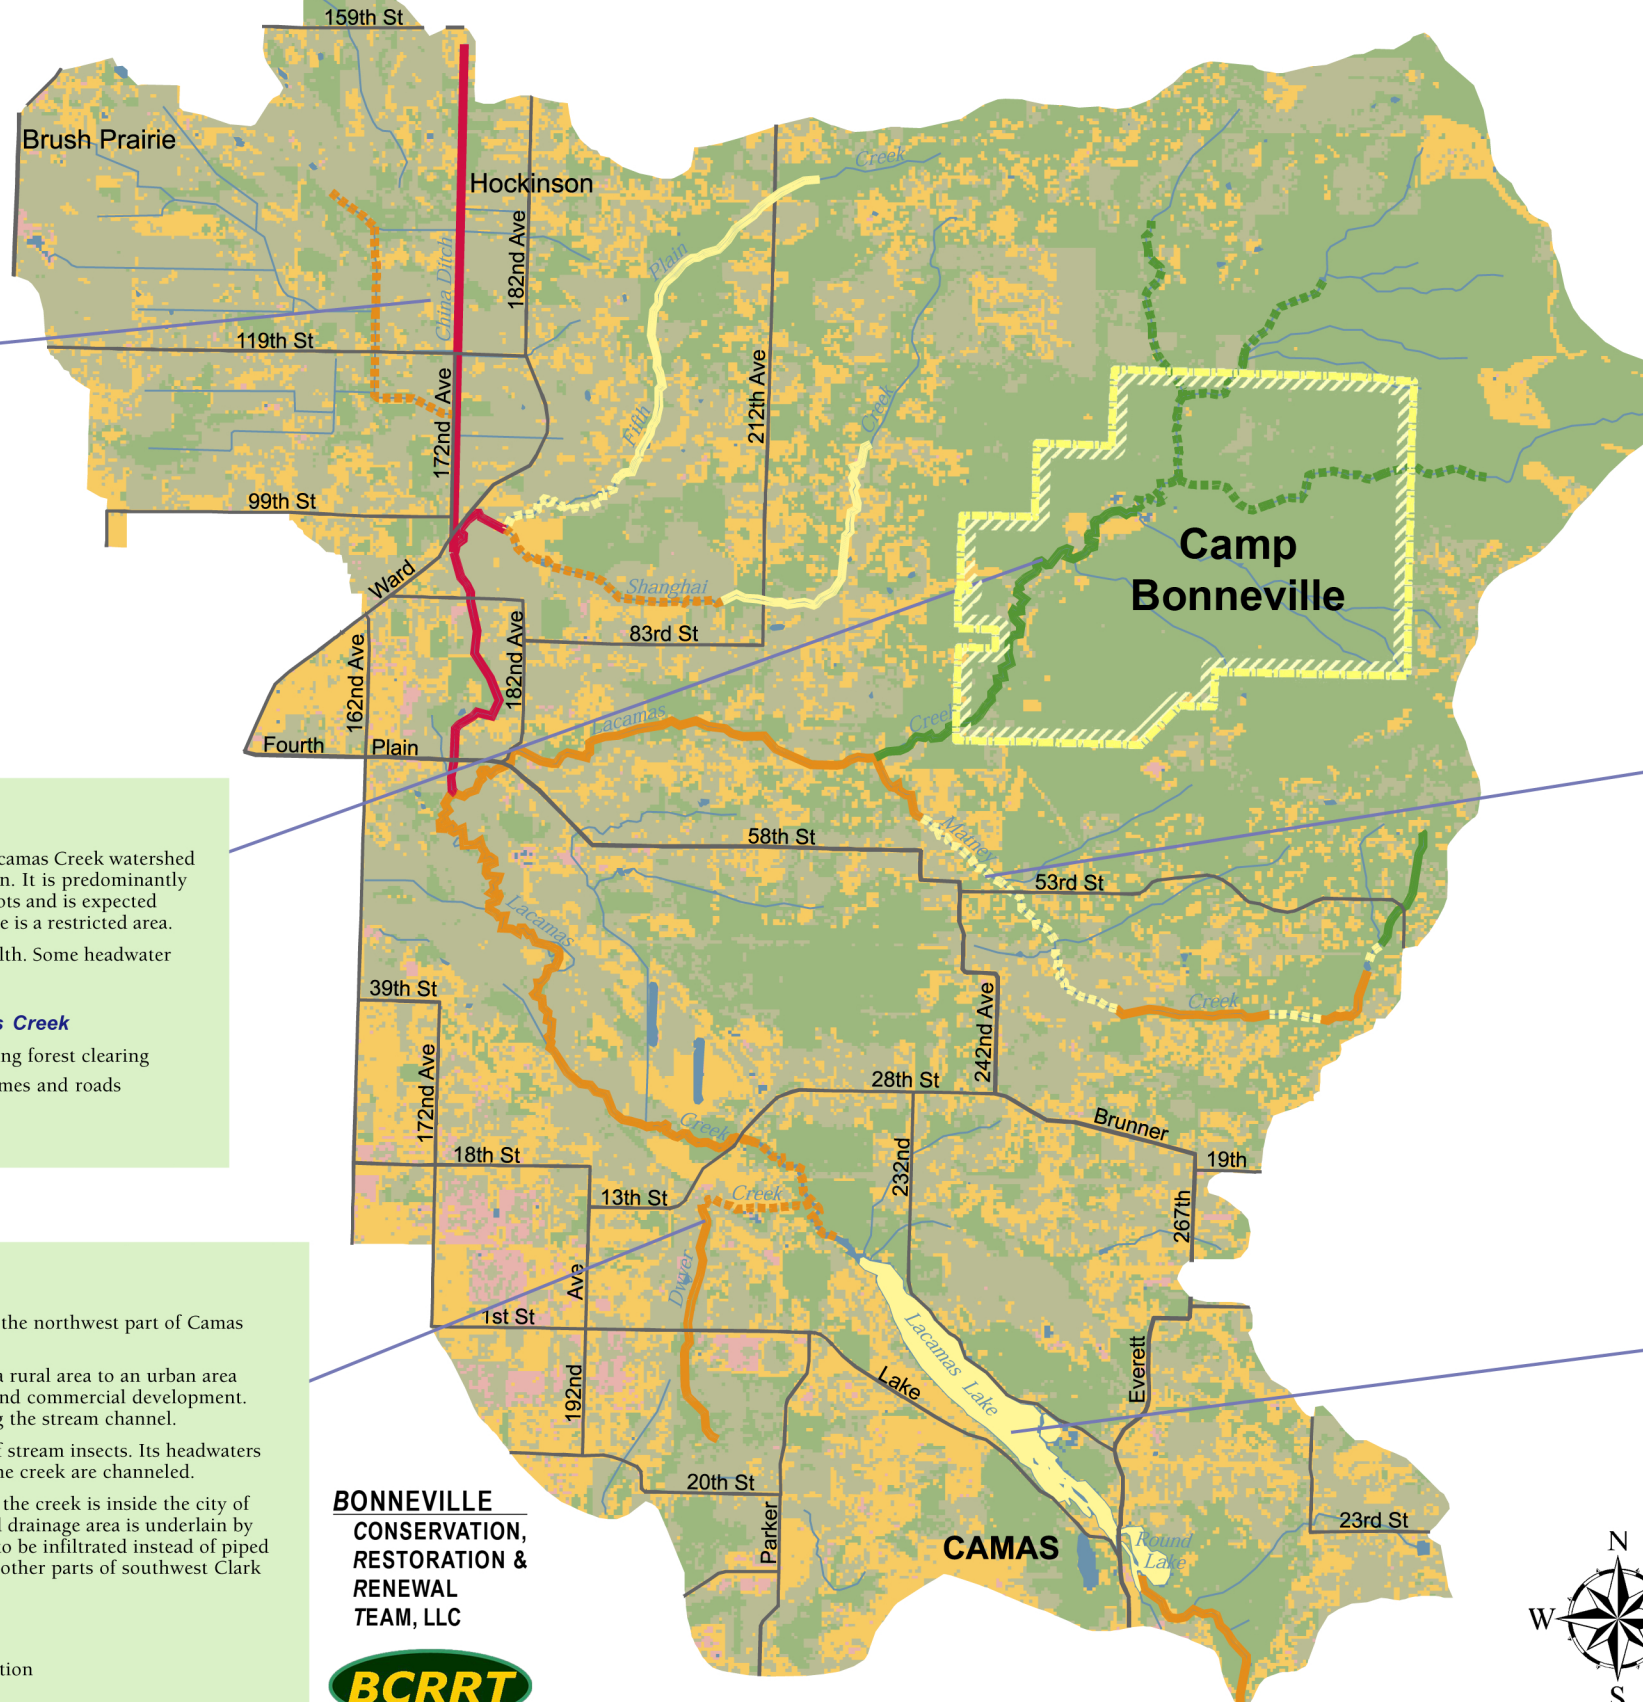 159th St
Brush Prairie
Hockinson
Creek
182nd Ave
China Ditch
Plain
119th St
172nd Ave
212th Ave
Fifth
Creek
99th St
Camp
Bonneville
Ward
Shanghai
83rd St
162nd Ave
182nd Ave
Lacamas
Creek
Fourth Plain
58th St
Matney
53rd St
camas Creek watershed
n. It is predominantly
ots and is expected
e is a restricted area.
lth. Some headwater
s Creek
ng forest clearing
mes and roads
Lacamas
39th St
242nd Ave
Creek
172nd Ave
28th St
Creek
Brunner
18th St
232nd
19th
13th St
Creek
267th
Dwyer
Ave
1st St
192nd
Lacamas Lake
Lake
Everett
the northwest part of Camas
a rural area to an urban area
nd commercial development.
g the stream channel.
f stream insects. Its headwaters
ne creek are channeled.
the creek is inside the city of
l drainage area is underlain by
to be infiltrated instead of piped
other parts of southwest Clark
tion
20th St
Parker
23rd St
CAMAS
Round
Lake
BONNEVILLE
CONSERVATION,
RESTORATION &
RENEWAL
TEAM, LLC
BCRRT
N
W
S